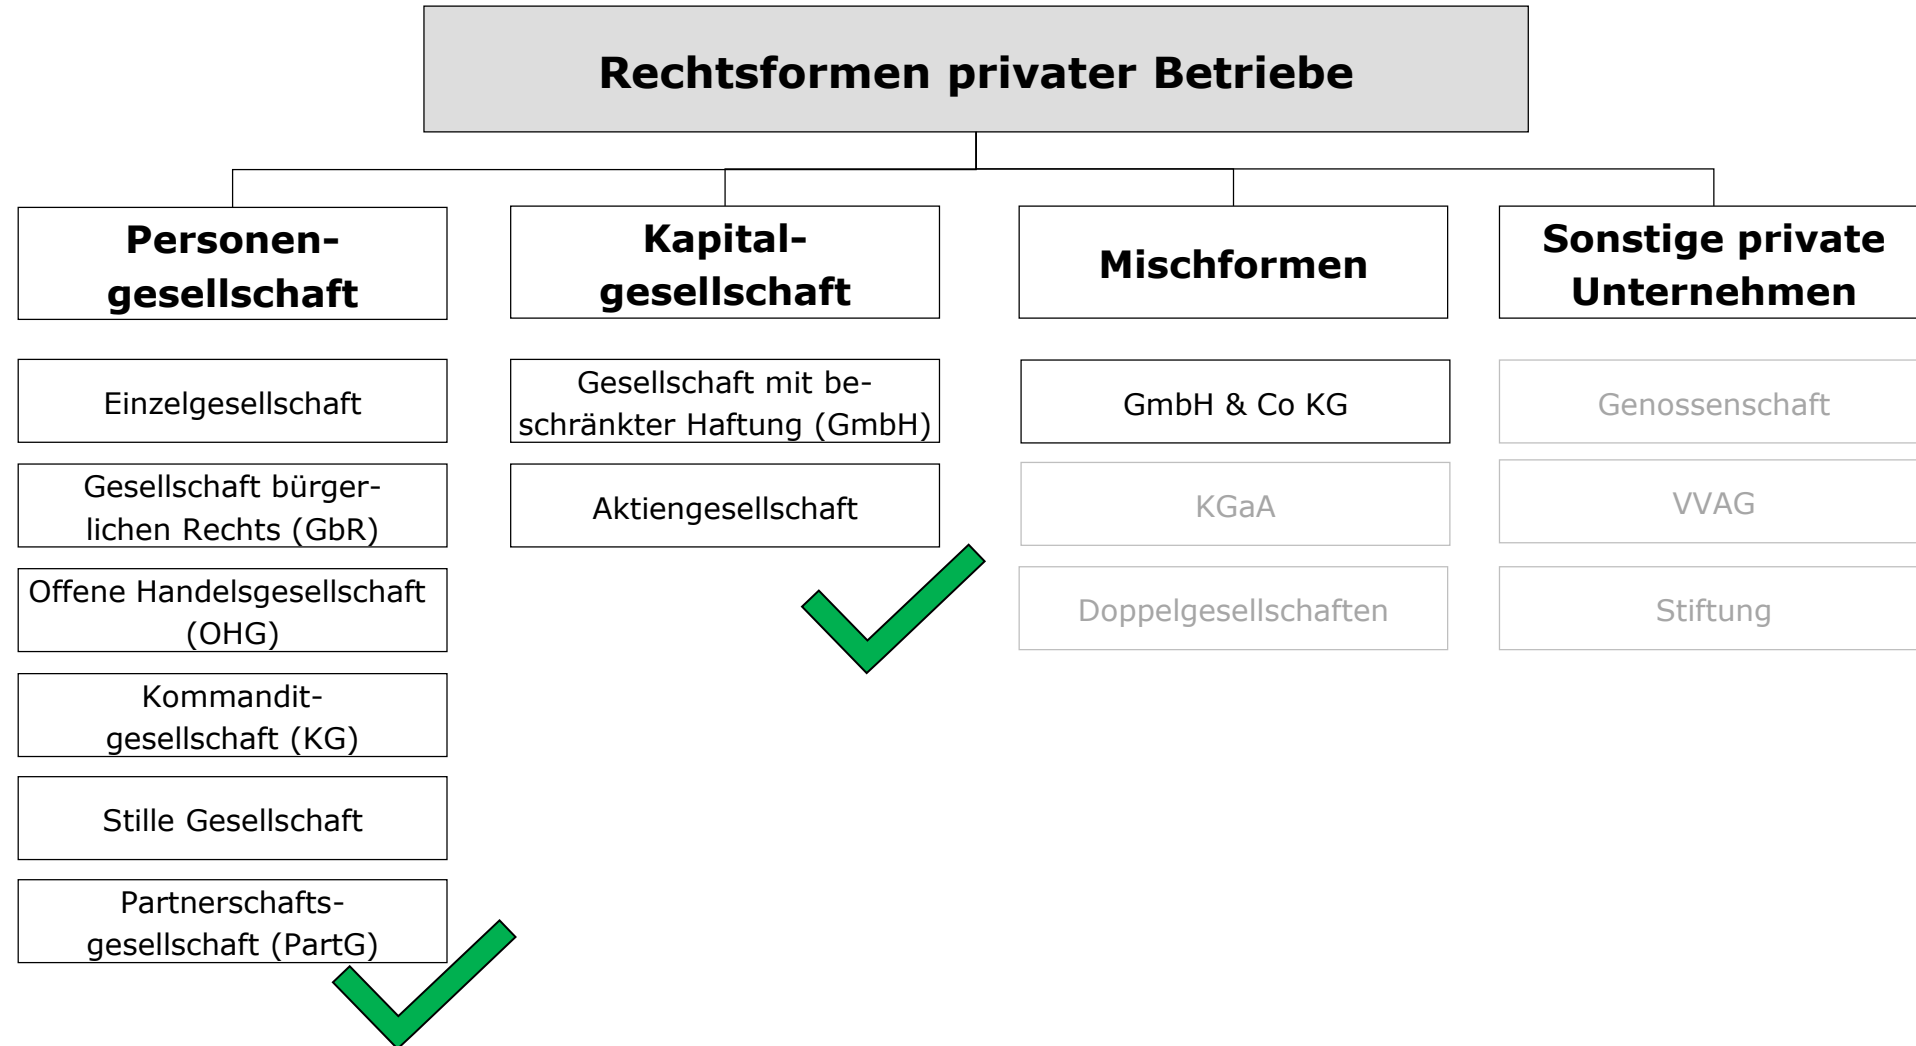 Rechtsformen privater Betriebe
Personen-
gesellschaft
Kapital-
gesellschaft
Mischformen
Sonstige private
Unternehmen
Einzelgesellschaft
Gesellschaft bürger-
lichen Rechts (GbR)
Offene Handelsgesellschaft
(OHG)
Kommandit-
gesellschaft (KG)
Stille Gesellschaft
Partnerschafts-
gesellschaft (PartG)
Gesellschaft mit be-
schränkter Haftung (GmbH)
Aktiengesellschaft
GmbH & Co KG
KGaA
Doppelgesellschaften
Genossenschaft
VVAG
Stiftung